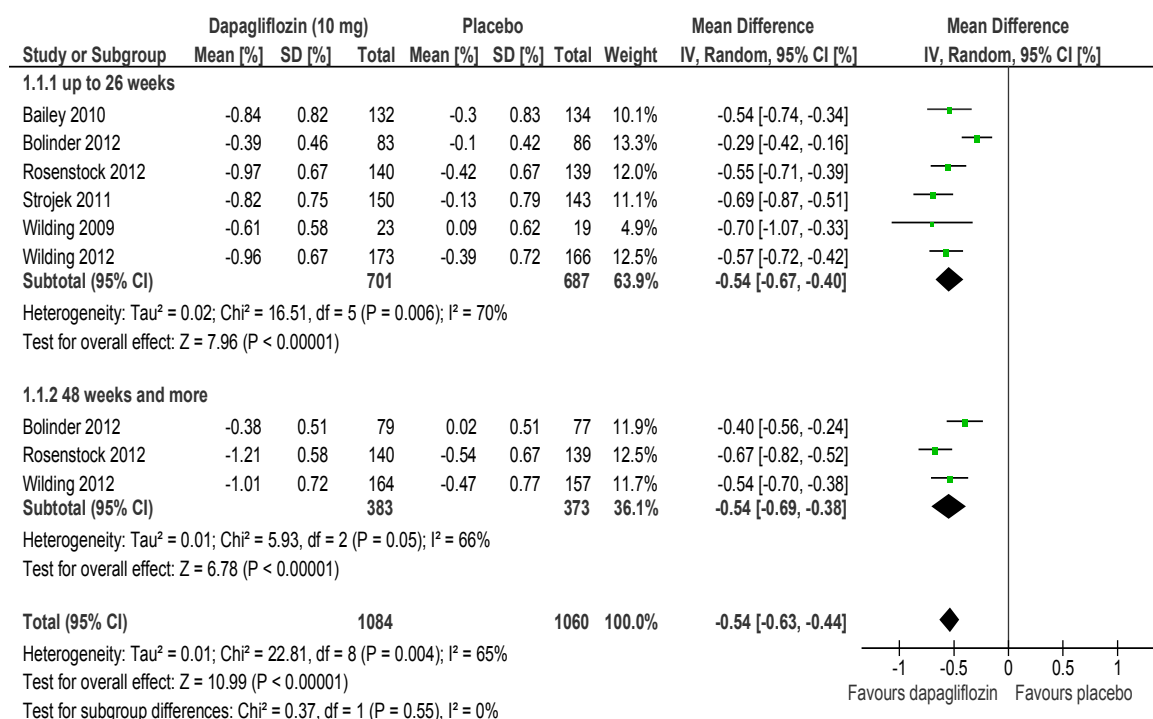 Dapagliflozin (10 mg) Placebo Mean Difference Mean Difference
Study or Subgroup Mean [%] SD [%] Total Mean [%] SD [%] Total Weight IV, Random, 95% CI [%] IV, Random, 95% CI [%]
1.1.1 up to 26 weeks
Bailey 2010 -0.84 0.82 132 -0.3 0.83 134 10.1% -0.54 [-0.74, -0.34]
Bolinder 2012 -0.39 0.46 83 -0.1 0.42 86 13.3% -0.29 [-0.42, -0.16]
Rosenstock 2012 -0.97 0.67 140 -0.42 0.67 139 12.0% -0.55 [-0.71, -0.39]
Strojek 2011 -0.82 0.75 150 -0.13 0.79 143 11.1% -0.69 [-0.87, -0.51]
Wilding 2009 -0.61 0.58 23 0.09 0.62 19 4.9% -0.70 [-1.07, -0.33]
Wilding 2012 -0.96 0.67 173 -0.39 0.72 166 12.5% -0.57 [-0.72, -0.42]
Subtotal (95% CI) 701 687 63.9% -0.54 [-0.67, -0.40]
Heterogeneity: Tau² = 0.02; Chi² = 16.51, df = 5 (P = 0.006); I² = 70%
Test for overall effect: Z = 7.96 (P < 0.00001)
1.1.2 48 weeks and more
Bolinder 2012 -0.38 0.51 79 0.02 0.51 77 11.9% -0.40 [-0.56, -0.24]
Rosenstock 2012 -1.21 0.58 140 -0.54 0.67 139 12.5% -0.67 [-0.82, -0.52]
Wilding 2012 -1.01 0.72 164 -0.47 0.77 157 11.7% -0.54 [-0.70, -0.38]
Subtotal (95% CI) 383 373 36.1% -0.54 [-0.69, -0.38]
Heterogeneity: Tau² = 0.01; Chi² = 5.93, df = 2 (P = 0.05); I² = 66%
Test for overall effect: Z = 6.78 (P < 0.00001)
Total (95% CI) 1084 1060 100.0% -0.54 [-0.63, -0.44]
Heterogeneity: Tau² = 0.01; Chi² = 22.81, df = 8 (P = 0.004); I² = 65%
Test for overall effect: Z = 10.99 (P < 0.00001)
Test for subgroup differences: Chi² = 0.37, df = 1 (P = 0.55), I² = 0%
-1 -0.5 0 0.5 1
Favours dapagliflozin Favours placebo